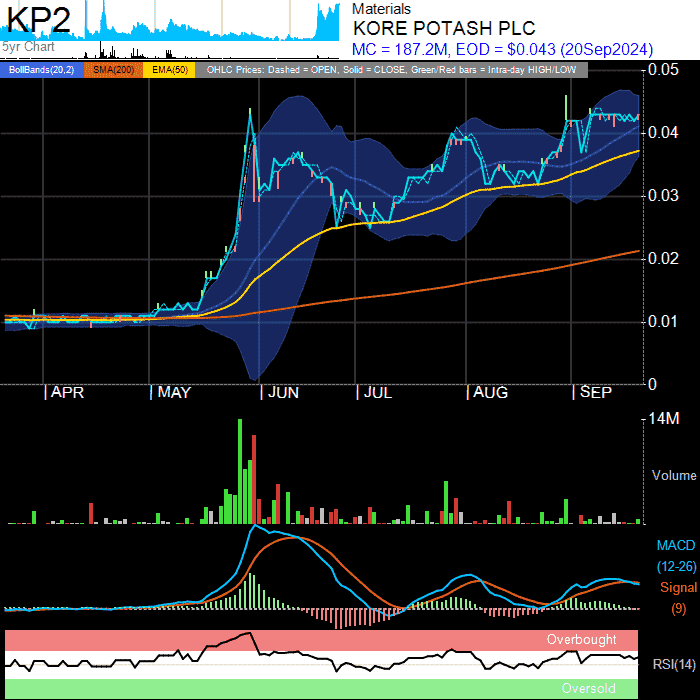 KP2
5yr Chart
Materials
KORE POTASH PLC
MC = 187.2M, EOD = $0.043 (20Sep2024)
BollBands(20,2) SMA(200) EMA(50) OHLC Prices: Dashed = OPEN, Solid = CLOSE, Green/Red bars = Intra-day HIGH/LOW
0.05
0.04
0.03
0.02
0.01
0
APR MAY JUN JUL AUG SEP
14M
Volume
MACD
(12-26)
Signal
(9)
Overbought
RSI(14)
Oversold